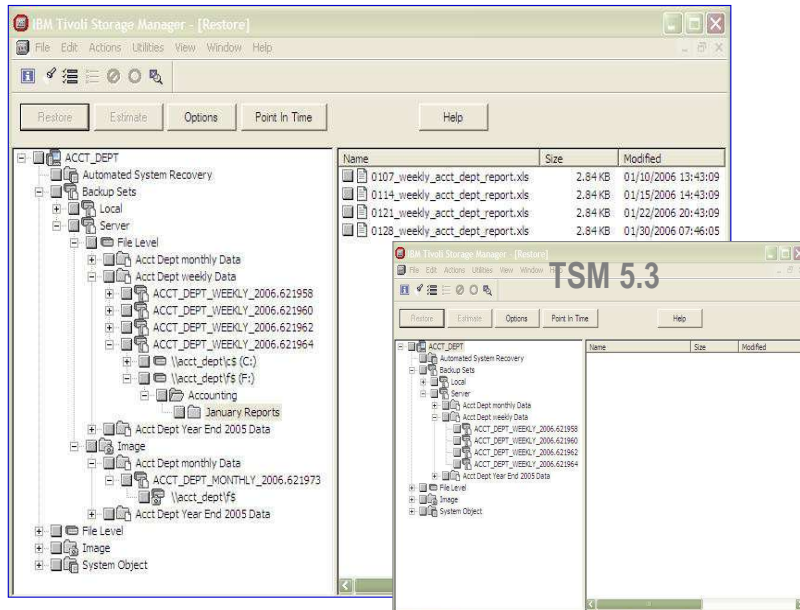 IBM Tivoli Storage Manager - [Restore]
File Edit Actions Utilities View Window Help
Restore Estimate Options Point In Time Help
ACCT_DEPT
Automated System Recovery
Backup Sets
Local
Server
File Level
Acct Dept monthly Data
Acct Dept weekly Data
ACCT_DEPT_WEEKLY_2006.621958
ACCT_DEPT_WEEKLY_2006.621960
ACCT_DEPT_WEEKLY_2006.621962
ACCT_DEPT_WEEKLY_2006.621964
\\acct_dept\c$ (C:)
\\acct_dept\f$ (F:)
Accounting
January Reports
Acct Dept Year End 2005 Data
Image
Acct Dept monthly Data
ACCT_DEPT_MONTHLY_2006.621973
\\acct_dept\f$
Acct Dept Year End 2005 Data
File Level
Image
System Object
Name Size Modified
0107_weekly_acct_dept_report.xls 2.84 KB 01/10/2006 13:43:09
0114_weekly_acct_dept_report.xls 2.84 KB 01/15/2006 14:43:09
0121_weekly_acct_dept_report.xls 2.84 KB 01/22/2006 20:43:09
0128_weekly_acct_dept_report.xls 2.84 KB 01/30/2006 07:46:05
IBM Tivoli Storage Manager - [Restore]
File Edit Actions Utilities View Window
TSM 5.3
Restore Estimate Options Point In Time Help
ACCT_DEPT
Automated System Recovery
Backup Sets
Local
Server
Acct Dept monthly Data
Acct Dept weekly Data
ACCT_DEPT_WEEKLY_2006.621958
ACCT_DEPT_WEEKLY_2006.621960
ACCT_DEPT_WEEKLY_2006.621962
ACCT_DEPT_WEEKLY_2006.621964
Acct Dept Year End 2005 Data
File Level
Image
System Object
Name Size Modified